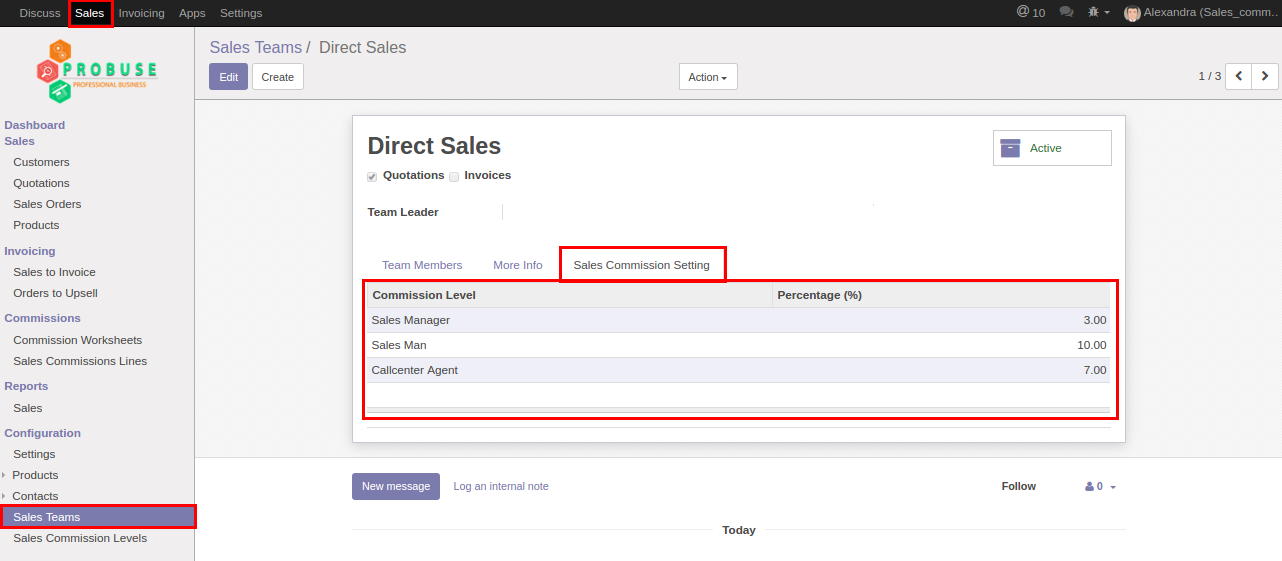 Discuss Sales Invoicing Apps Settings @ 10 Alexandra (Sales_comm..
PROBUSE
PROFESSIONAL BUSINESS
Sales Teams / Direct Sales
Edit Create Action 1 / 3
Dashboard
Sales
Customers
Quotations
Sales Orders
Products
Invoicing
Sales to Invoice
Orders to Upsell
Commissions
Commission Worksheets
Sales Commissions Lines
Reports
Sales
Configuration
Settings
Products
Contacts
Sales Teams
Sales Commission Levels
Direct Sales
Active
Quotations Invoices
Team Leader
Team Members More Info Sales Commission Setting
Commission Level Percentage (%)
Sales Manager 3.00
Sales Man 10.00
Callcenter Agent 7.00
New message Log an internal note Follow 0
Today